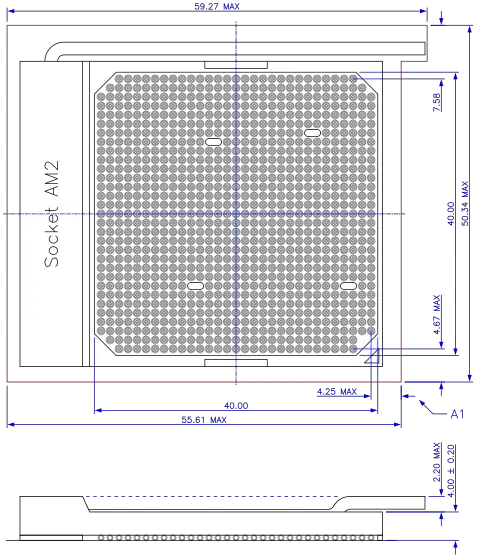 59.27 MAX
7.58
Socket AM2
40.00
50.34 MAX
4.67 MAX
4.25 MAX
40.00
A1
55.61 MAX
2.20 MAX
4.00 ± 0.20